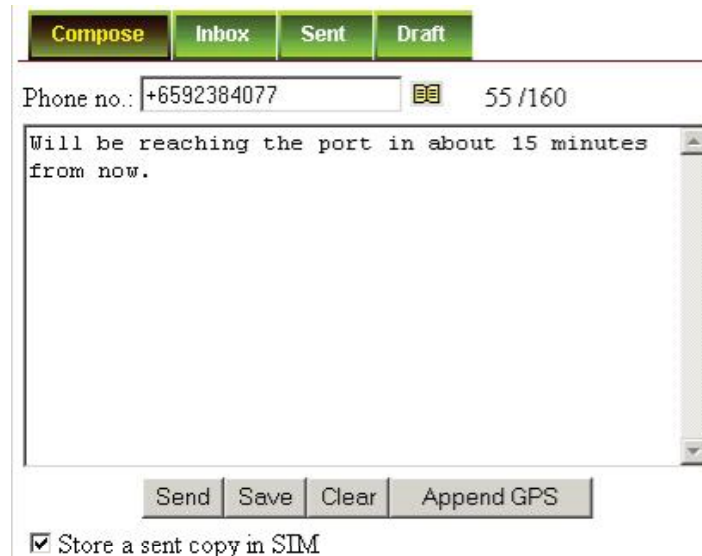 Compose Inbox Sent Draft
Phone no.: +6592384077 55 /160
Will be reaching the port in about 15 minutes
from now.
Send Save Clear Append GPS
Store a sent copy in SIM